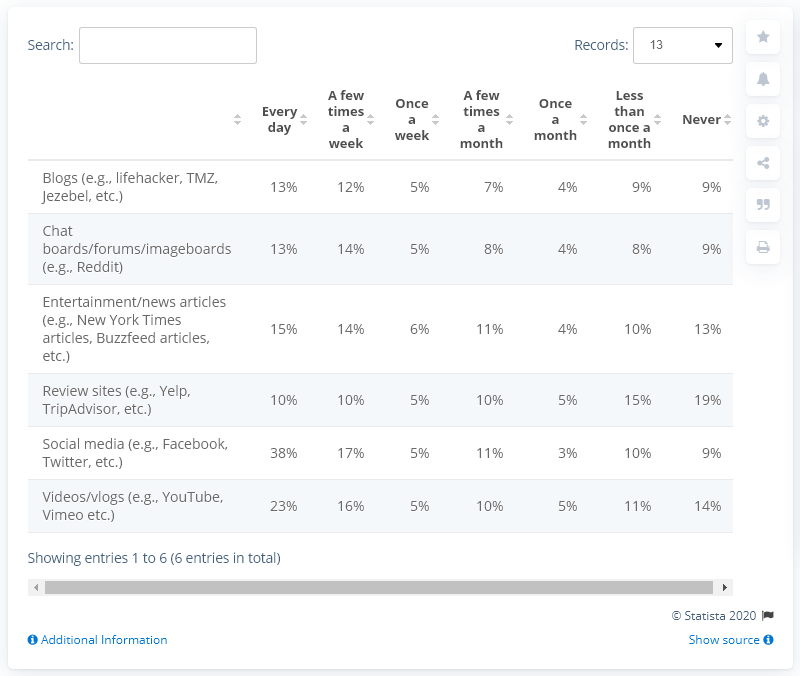 Search:
Records: 13
Every day
A few times a week
Once a week
A few times a month
Once a month
Less than once a month
Never
Blogs (e.g., lifehacker, TMZ,
Jezebel, etc.)
13% 12% 5% 7% 4% 9% 9%
Chat
boards/forums/imageboards
(e.g., Reddit)
13% 14% 5% 8% 4% 8% 9%
Entertainment/news articles
(e.g., New York Times
articles, Buzzfeed articles,
etc.)
15% 14% 6% 11% 4% 10% 13%
Review sites (e.g., Yelp,
TripAdvisor, etc.)
10% 10% 5% 10% 5% 15% 19%
Social media (e.g., Facebook,
Twitter, etc.)
38% 17% 5% 11% 3% 10% 9%
Videos/vlogs (e.g., YouTube,
Vimeo etc.)
23% 16% 5% 10% 5% 11% 14%
Showing entries 1 to 6 (6 entries in total)
© Statista 2020
Additional Information
Show source